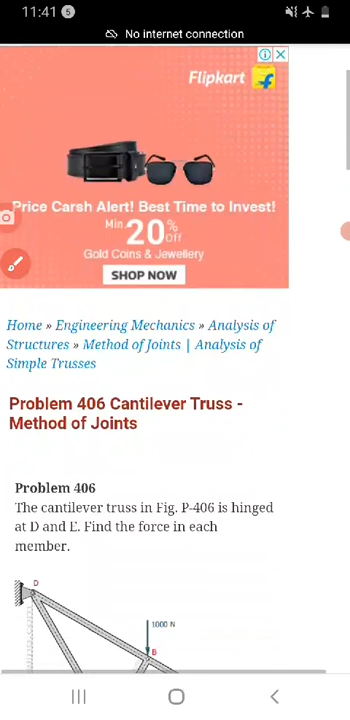 11:41 5
No internet connection
Flipkart
Price Carsh Alert! Best Time to Invest!
Min. 20% Off
Gold Coins & Jewellery
SHOP NOW
Home » Engineering Mechanics » Analysis of
Structures » Method of Joints | Analysis of
Simple Trusses
Problem 406 Cantilever Truss -
Method of Joints
Problem 406
The cantilever truss in Fig. P-406 is hinged
at D and E. Find the force in each
member.
D
1000 N
B